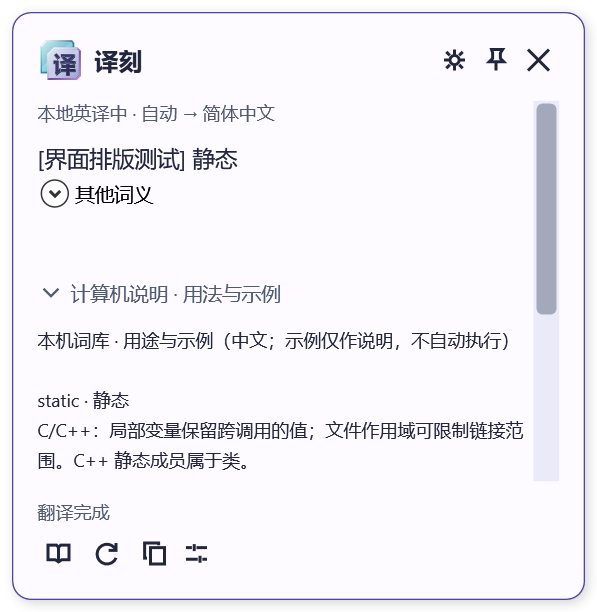 译 译刻
本地英译中 · 自动 → 简体中文
[界面排版测试] 静态
其他词义
计算机说明 · 用法与示例
本机词库 · 用途与示例（中文；示例仅作说明，不自动执行）
static · 静态
C/C++：局部变量保留跨调用的值；文件作用域可限制链接范
围。C++ 静态成员属于类。
翻译完成